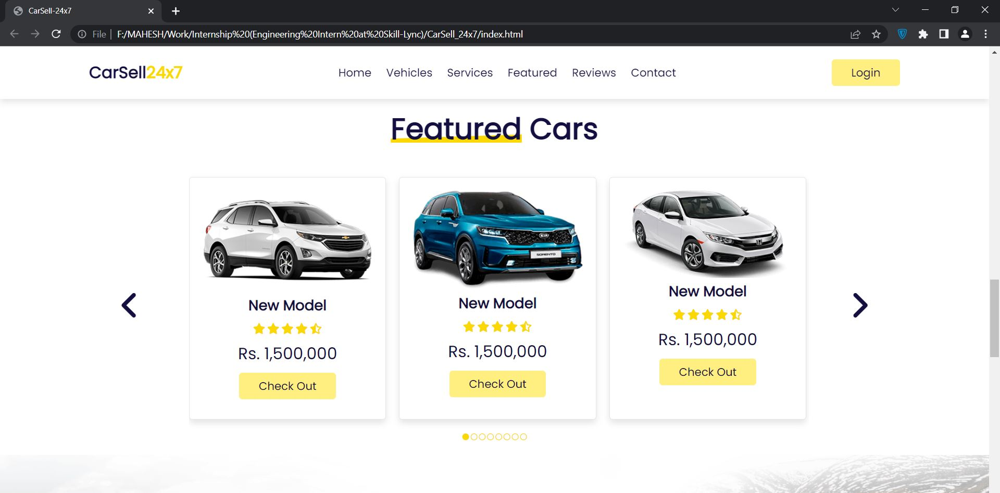 CarSell-24x7
File
F:/MAHESH/Work/Internship%20(Engineering%20Intern%20at%20Skill-Lync)/CarSell_24x7/index.html
CarSell24x7
Home Vehicles Services Featured Reviews Contact
Login
Featured Cars
KIA
SORENTO
New Model
Rs. 1,500,000
Check Out
New Model
Rs. 1,500,000
Check Out
New Model
Rs. 1,500,000
Check Out